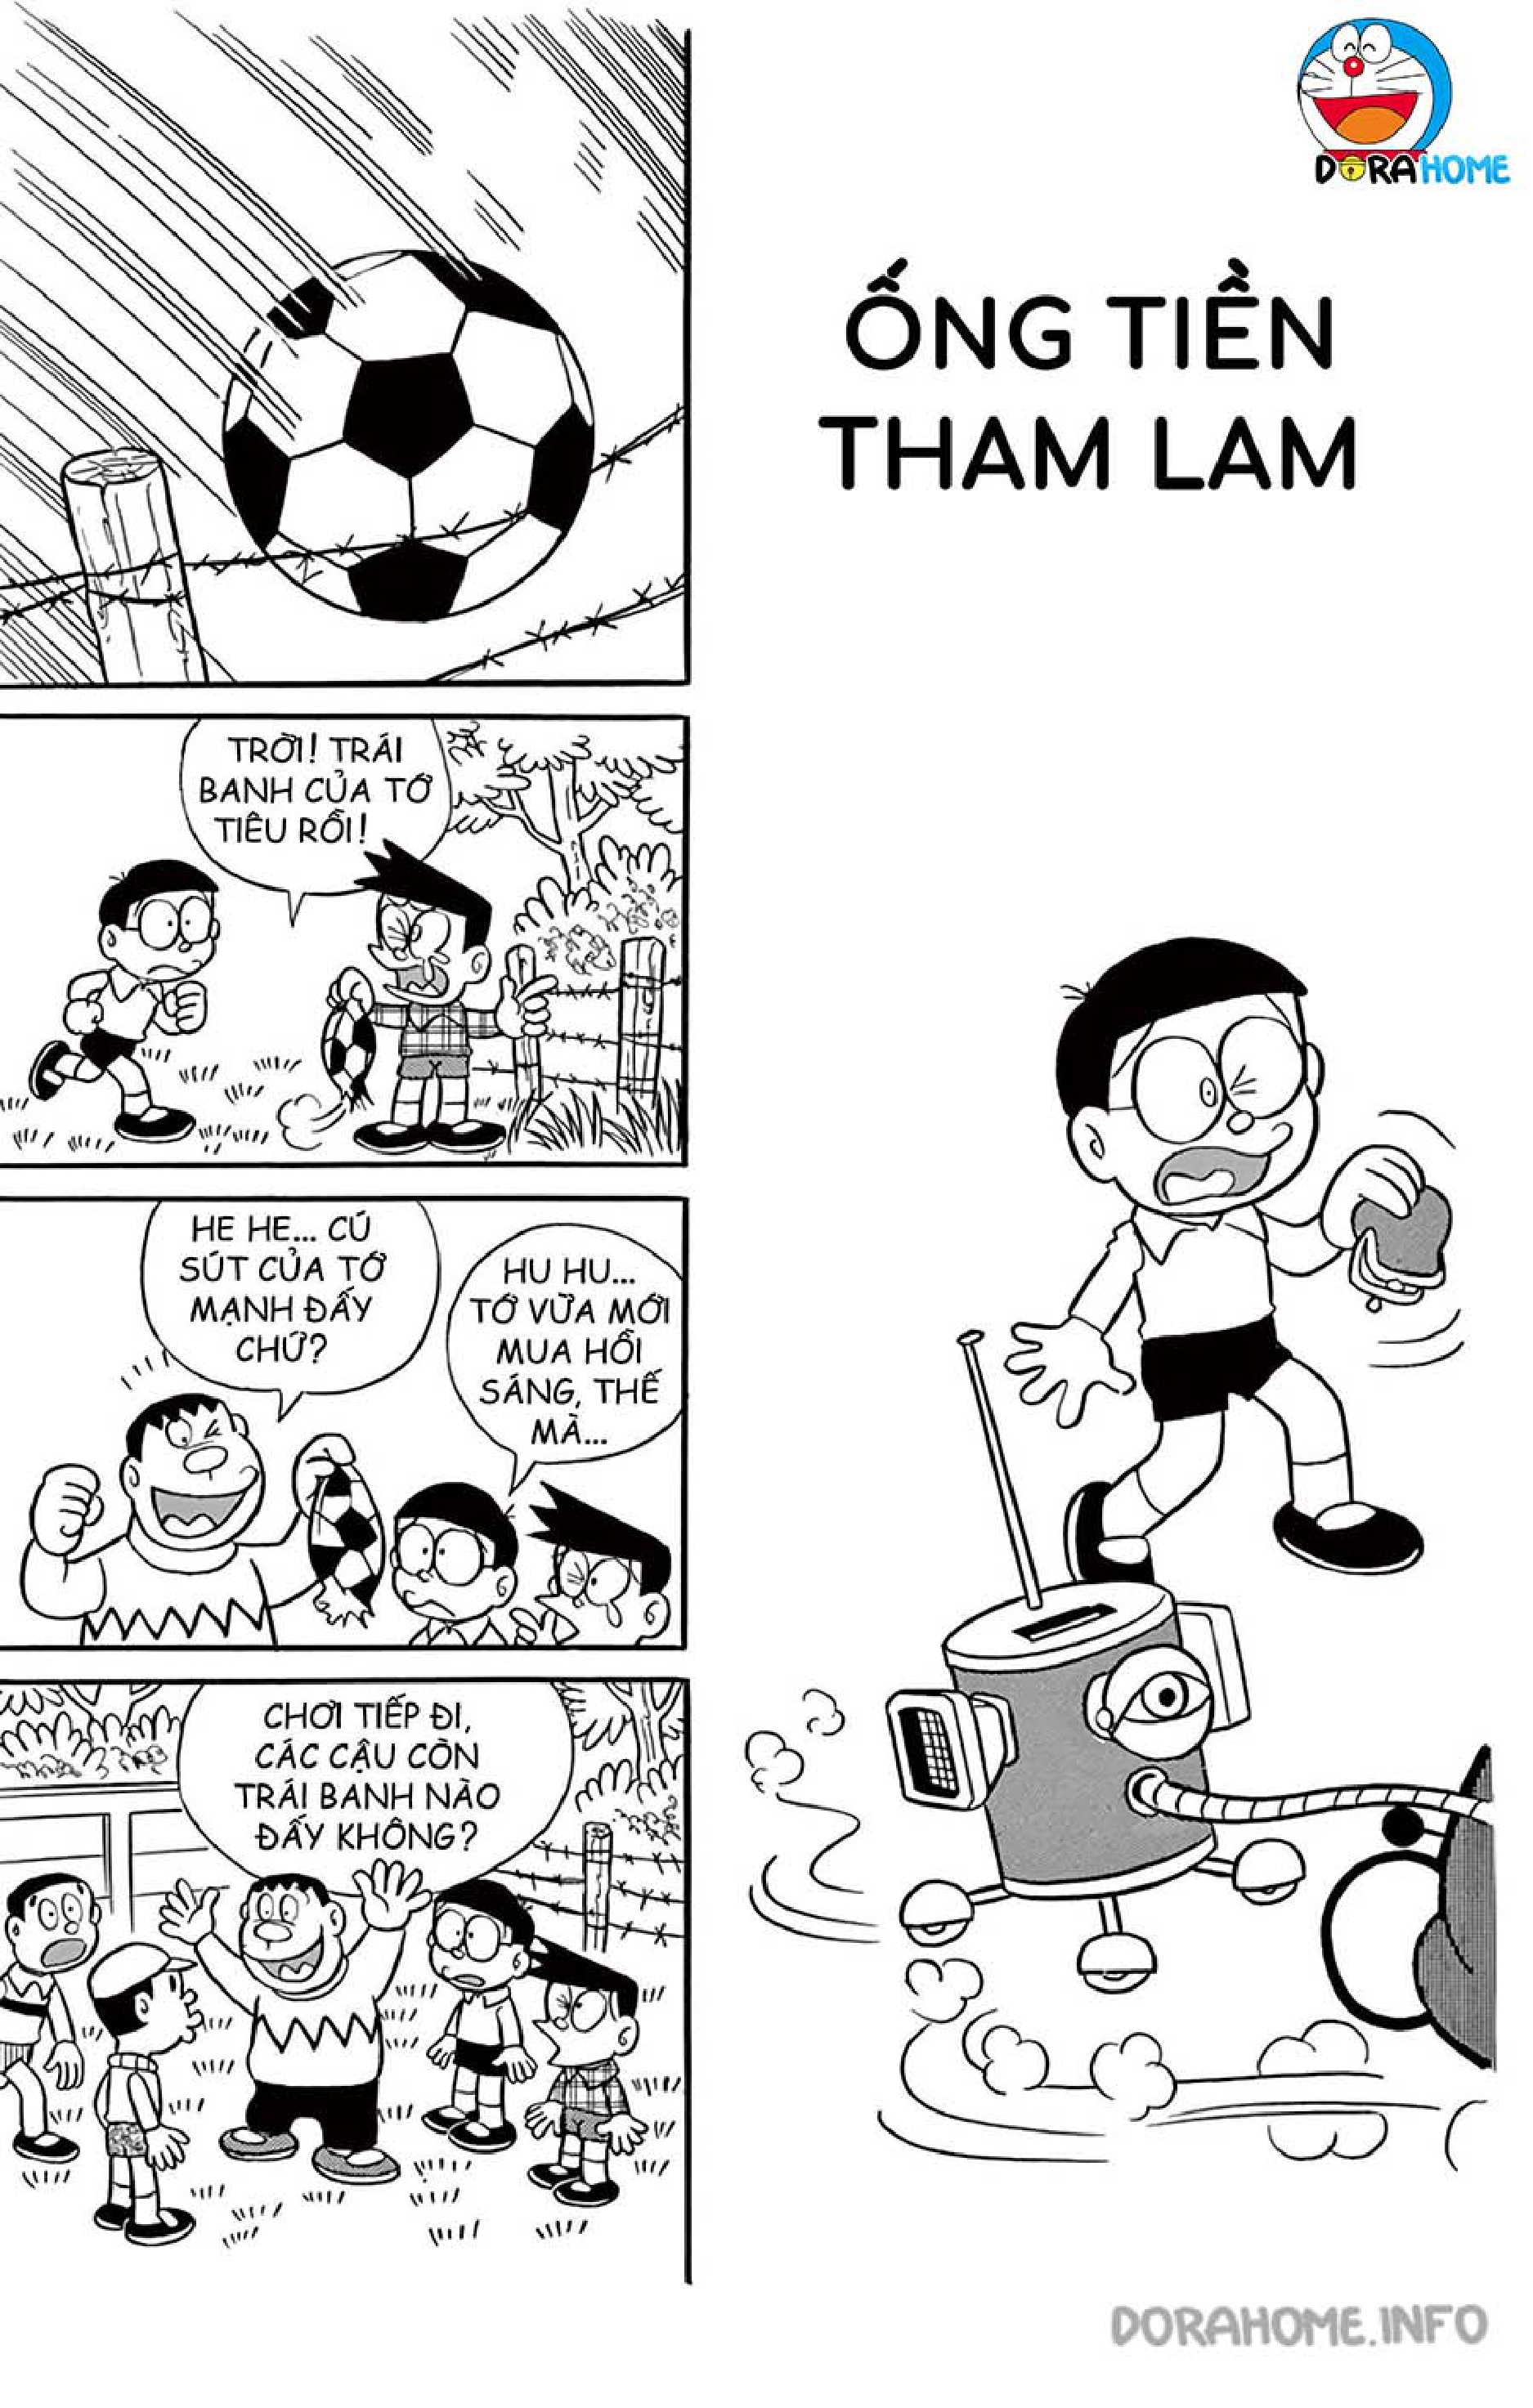 DORAHOME
ỐNG TIỀN
THAM LAM
TRỜI! TRÁI
BANH CỦA TỚ
TIÊU RỒI!
HE HE... CÚ
SÚT CỦA TỚ
MẠNH ĐẤY
CHỨ?
HU HU...
TỚ VỪA MỚI
MUA HỒI
SÁNG, THẾ
MÀ...
CHƠI TIẾP ĐI,
CÁC CẬU CÒN
TRÁI BANH NÀO
ĐẤY KHÔNG?
DORAHOME.INFO